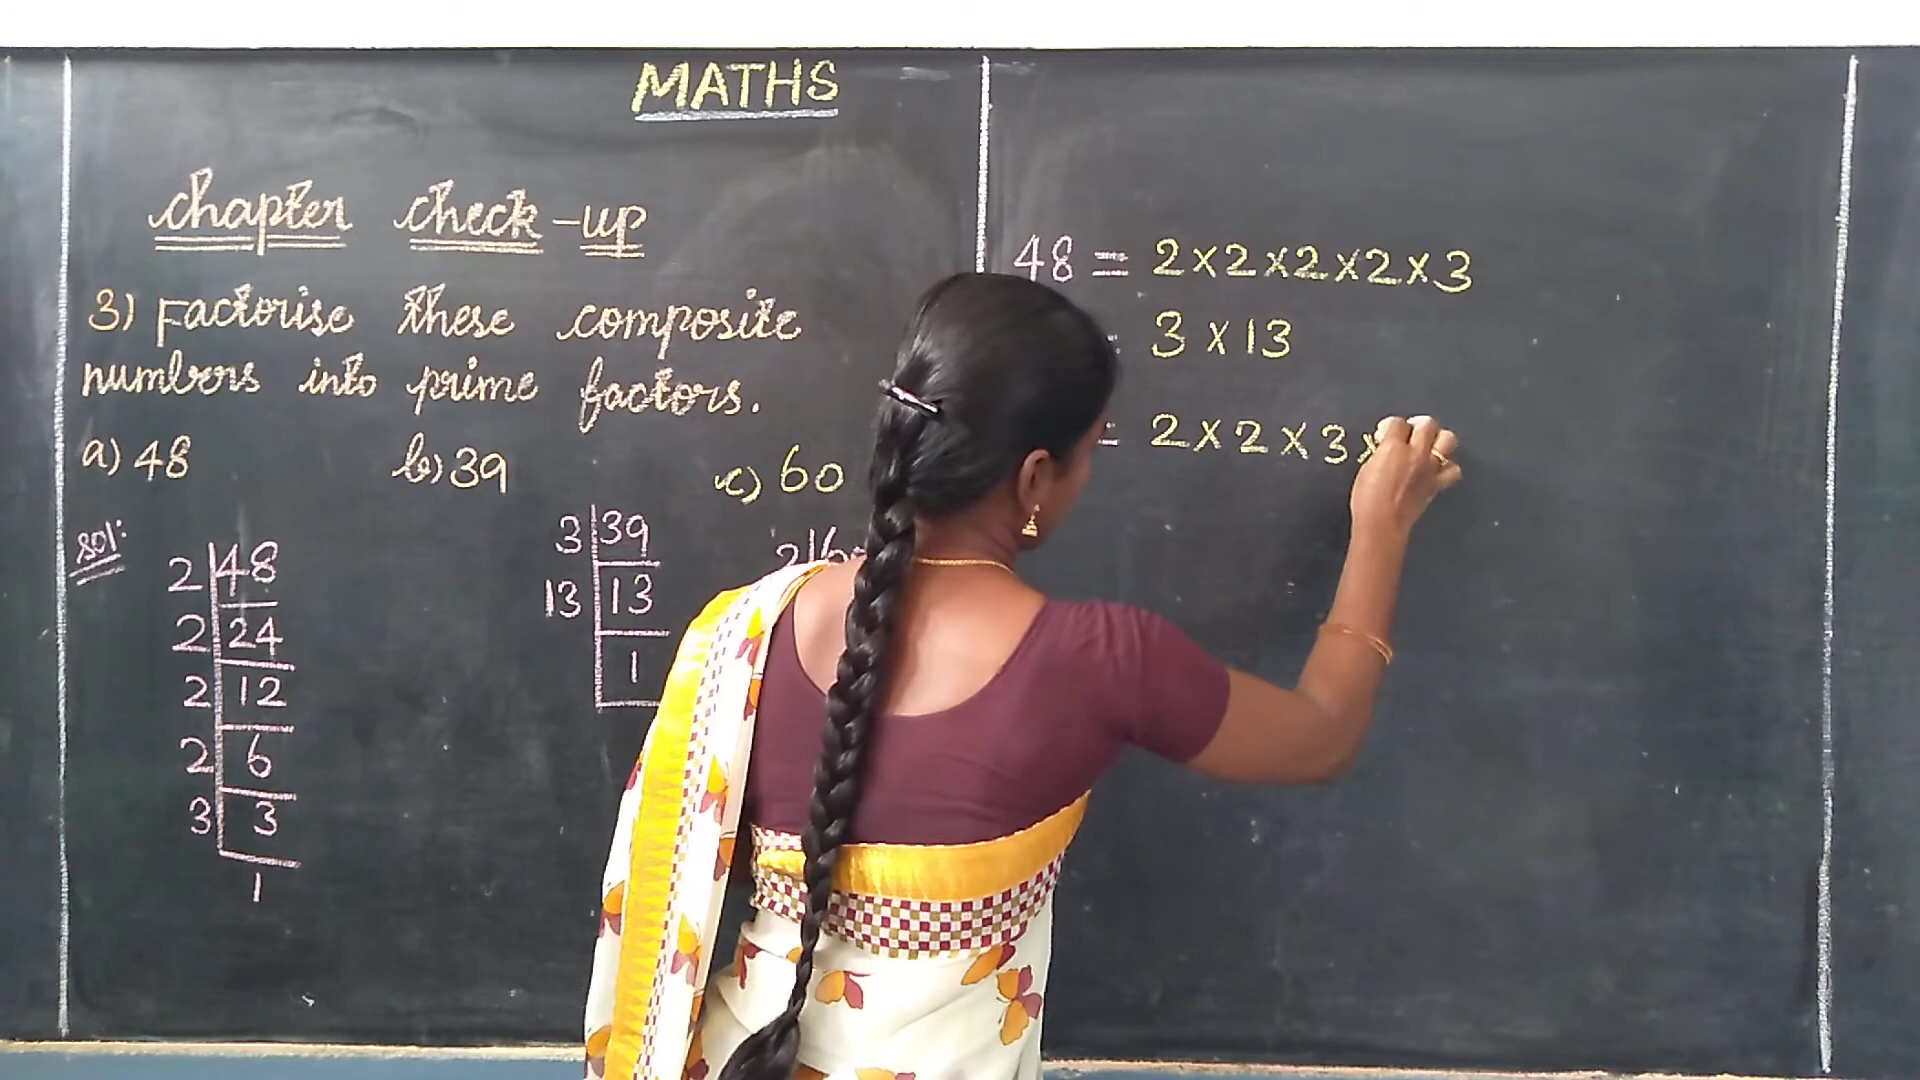 MATHS
chapter check-up
3) Factorise these composite
numbers into prime factors.
a) 48 b) 39 c) 60
sol:
2 48
2 24
2 12
2 6
3 3
1
3 39
13 13
1
2 6
48 = 2×2×2×2×3
= 3 × 13
= 2×2×3×